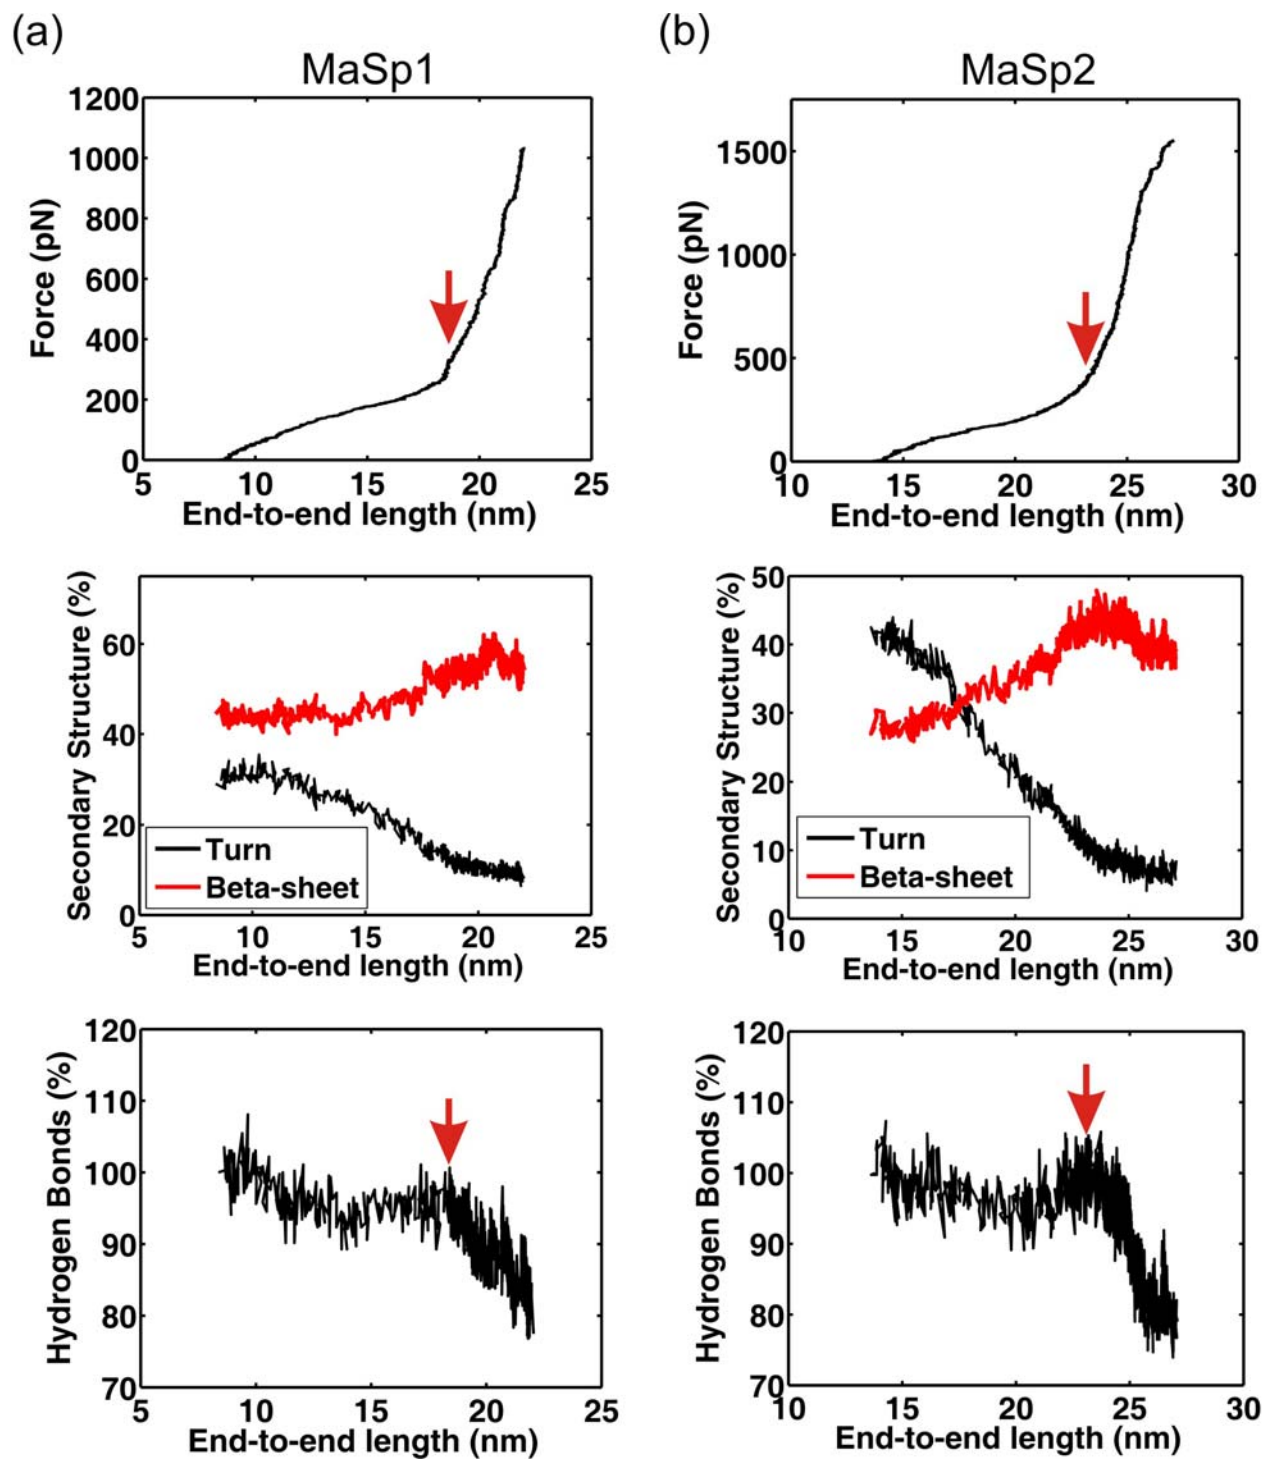 (a)
MaSp1
1200
1000
800
600
400
200
0
Force (pN)
5 10 15 20 25
End-to-end length (nm)
(b)
MaSp2
1500
1000
500
0
Force (pN)
10 15 20 25 30
End-to-end length (nm)
60
40
20
0
Secondary Structure (%)
Turn
Beta-sheet
5 10 15 20 25
End-to-end length (nm)
50
40
30
20
10
0
Secondary Structure (%)
Turn
Beta-sheet
10 15 20 25 30
End-to-end length (nm)
120
110
100
90
80
70
Hydrogen Bonds (%)
5 10 15 20 25
End-to-end length (nm)
120
110
100
90
80
70
Hydrogen Bonds (%)
10 15 20 25 30
End-to-end length (nm)